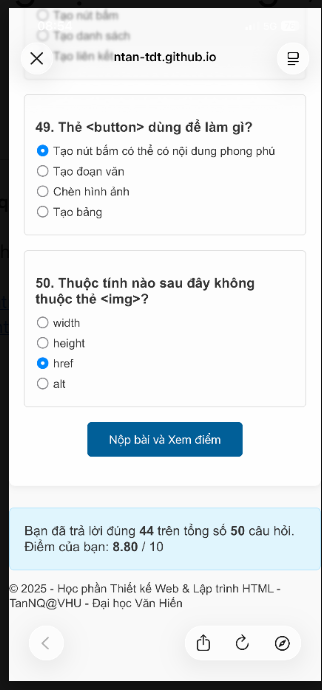 Tạo nút bấm
Tạo danh sách
Tạo liên kết
ntan-tdt.github.io
49. Thẻ <button> dùng để làm gì?
Tạo nút bấm có thể có nội dung phong phú
Tạo đoạn văn
Chèn hình ảnh
Tạo bảng
50. Thuộc tính nào sau đây không
thuộc thẻ <img>?
width
height
href
alt
Nộp bài và Xem điểm
Bạn đã trả lời đúng 44 trên tổng số 50 câu hỏi.
Điểm của bạn: 8.80 / 10
© 2025 - Học phần Thiết kế Web & Lập trình HTML -
TanNQ@VHU - Đại học Văn Hiến